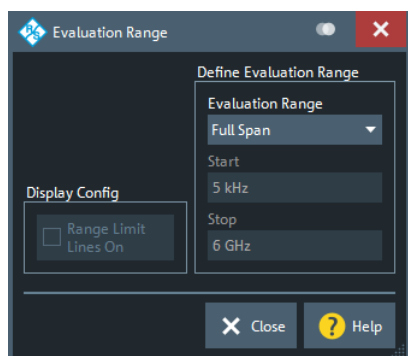 Evaluation Range
Define Evaluation Range
Evaluation Range
Full Span
Start
5 kHz
Stop
6 GHz
Display Config
Range Limit
Lines On
Close
Help